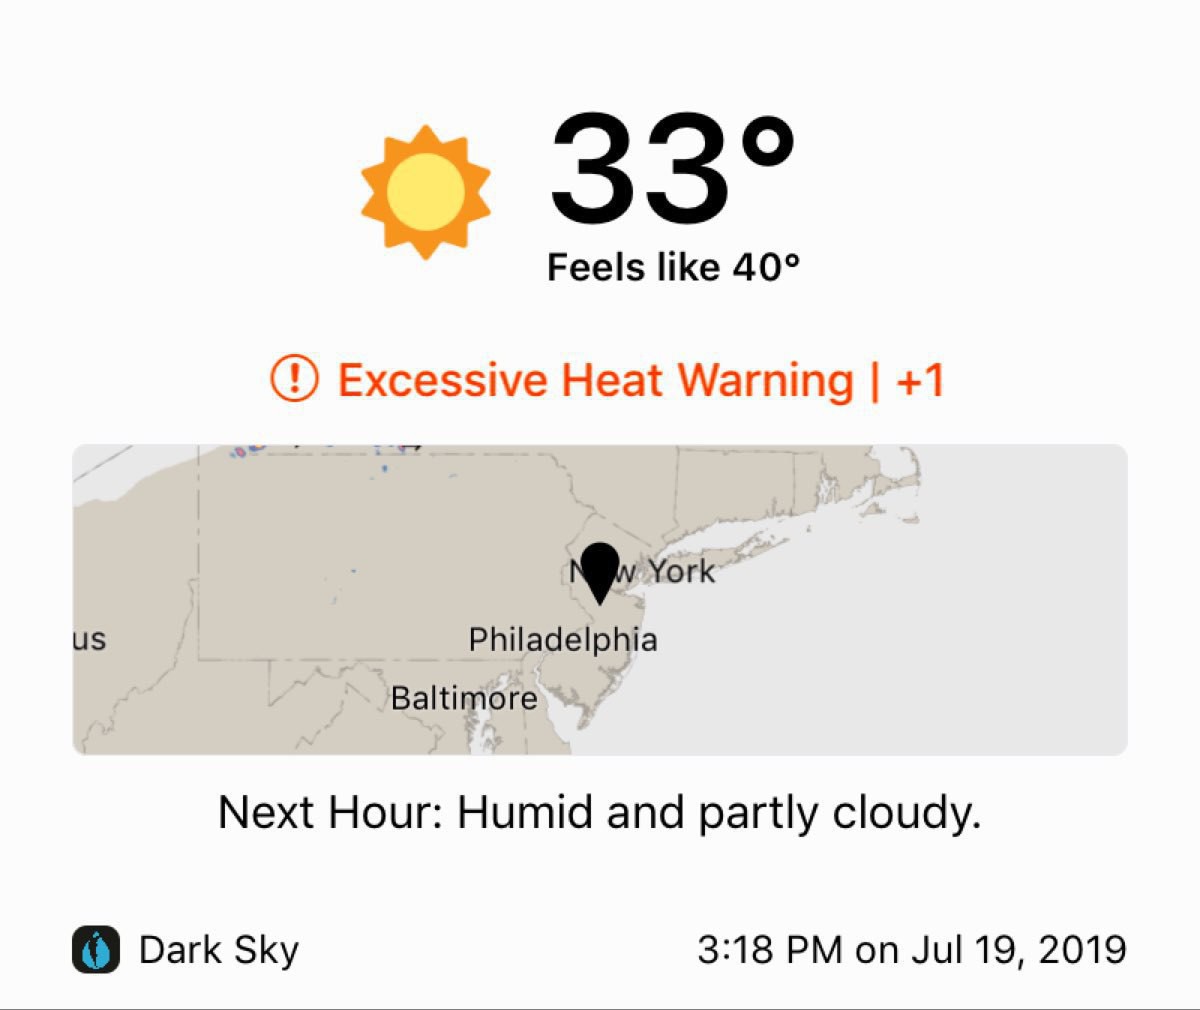 33°
Feels like 40°
Excessive Heat Warning | +1
New York
us
Philadelphia
Baltimore
Next Hour: Humid and partly cloudy.
Dark Sky
3:18 PM on Jul 19, 2019